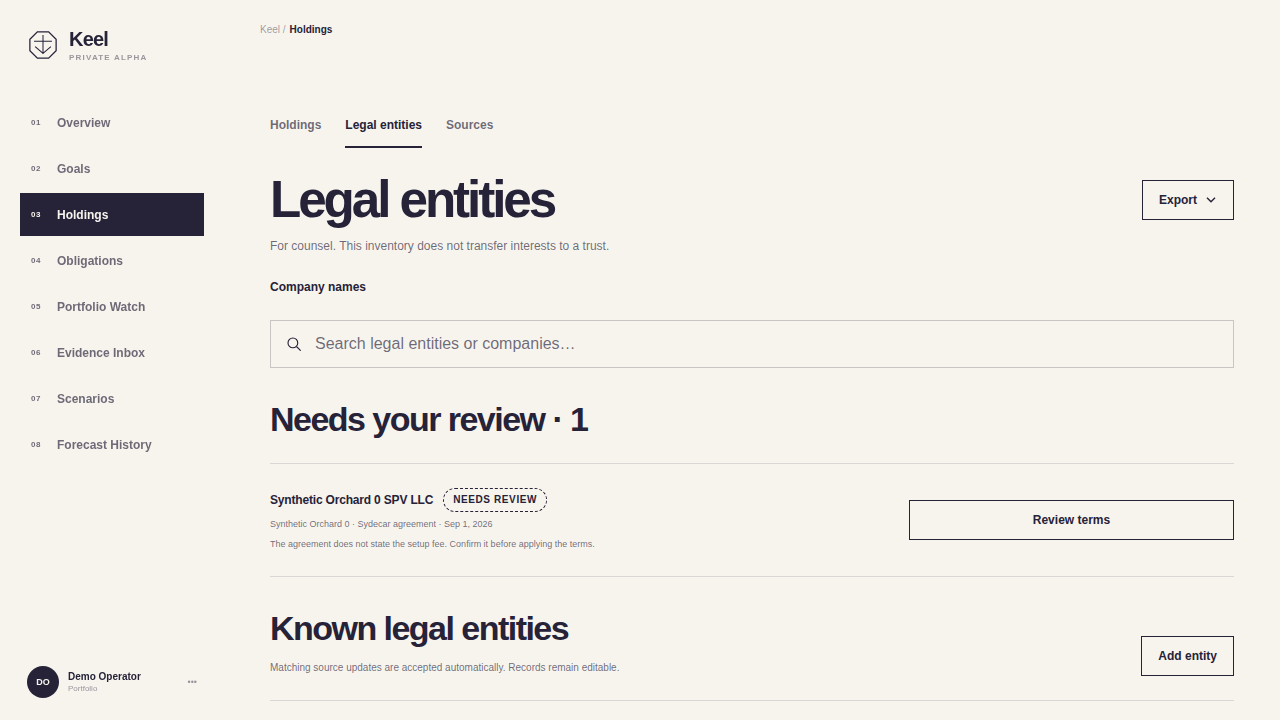 Keel
PRIVATE ALPHA
01 Overview
02 Goals
03 Holdings
04 Obligations
05 Portfolio Watch
06 Evidence Inbox
07 Scenarios
08 Forecast History
DO
Demo Operator
Portfolio
•••
Keel / Holdings
Holdings Legal entities Sources
Legal entities
Export
For counsel. This inventory does not transfer interests to a trust.
Company names
Search legal entities or companies…
Needs your review · 1
Synthetic Orchard 0 SPV LLC NEEDS REVIEW
Synthetic Orchard 0 · Sydecar agreement · Sep 1, 2026
The agreement does not state the setup fee. Confirm it before applying the terms.
Review terms
Known legal entities
Matching source updates are accepted automatically. Records remain editable.
Add entity